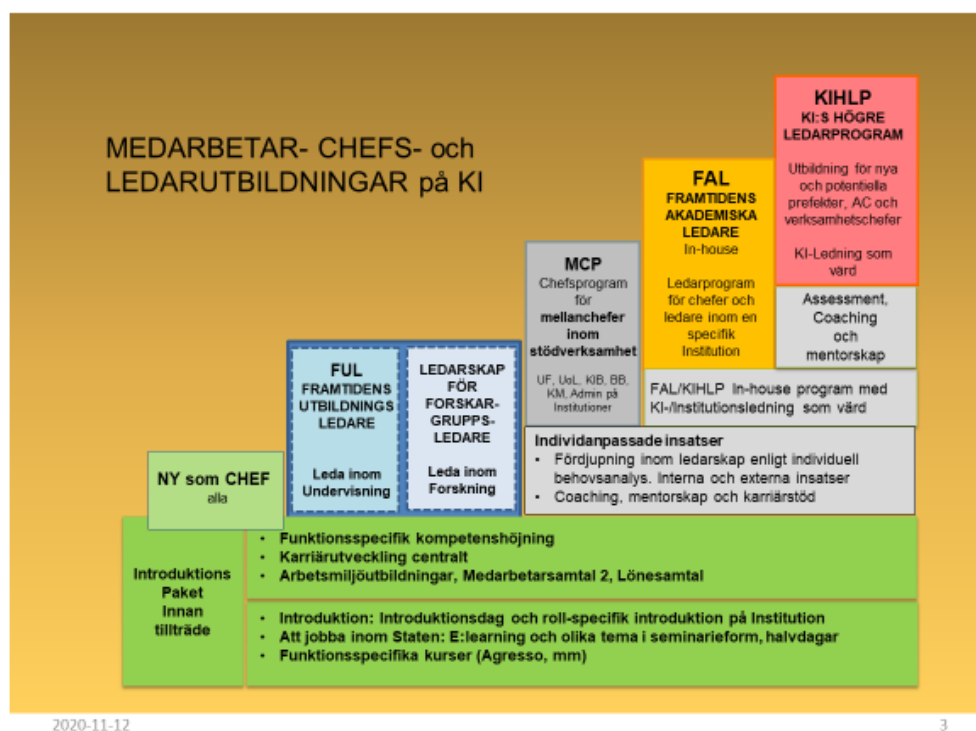 MEDARBETAR- CHEFS- och
LEDARUTBILDNINGAR på KI
KIHLP
KI:S HÖGRE
LEDARPROGRAM
Utbildning för nya
och potentiella
prefekter, AC och
verksamhetschefer
KI-Ledning som
värd
Assessment,
Coaching
och
mentorskap
FAL
FRAMTIDENS
AKADEMISKA
LEDARE
In-house
Ledarprogram
för chefer och
ledare inom en
specifik
Institution
FAL/KIHLP In-house program med
KI-/Institutionsledning som värd
MCP
Chefsprogram
för
mellanchefer
inom
stödverksamhet
UF, UoL, KIB, BB,
KM, Admin på
Institutioner
Individanpassade insatser
• Fördjupning inom ledarskap enligt individuell
behovsanalys. Interna och externa insatser
• Coaching, mentorskap och karriärstöd
FUL
FRAMTIDENS
UTBILDNINGS
LEDARE
Leda inom
Undervisning
LEDARSKAP
FÖR
FORSKAR-
GRUPPS-
LEDARE
Leda inom
Forskning
NY som CHEF
alla
Introduktions
Paket
Innan
tillträde
• Funktionsspecifik kompetenshöjning
• Karriärutveckling centralt
• Arbetsmiljöutbildningar, Medarbetarsamtal 2, Lönesamtal
• Introduktion: Introduktionsdag och roll-specifik introduktion på Institution
• Att jobba inom Staten: E:learning och olika tema i seminarieform, halvdagar
• Funktionsspecifika kurser (Agresso, mm)
2020-11-12
3